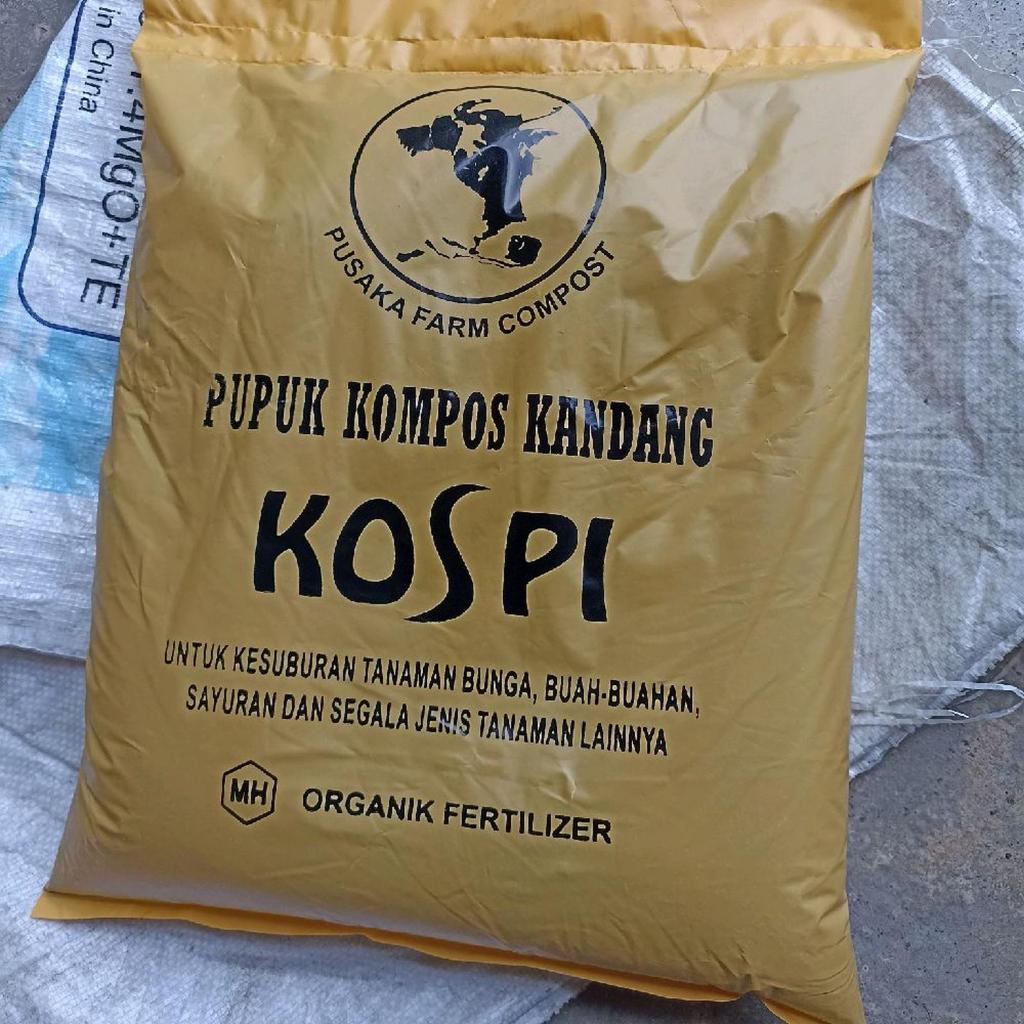 PUSAKA FARM COMPOST
PUPUK KOMPOS KANDANG
KOSPI
UNTUK KESUBURAN TANAMAN BUNGA, BUAH-BUAHAN,
SAYURAN DAN SEGALA JENIS TANAMAN LAINNYA
MH ORGANIK FERTILIZER
in China
4MgO+TE